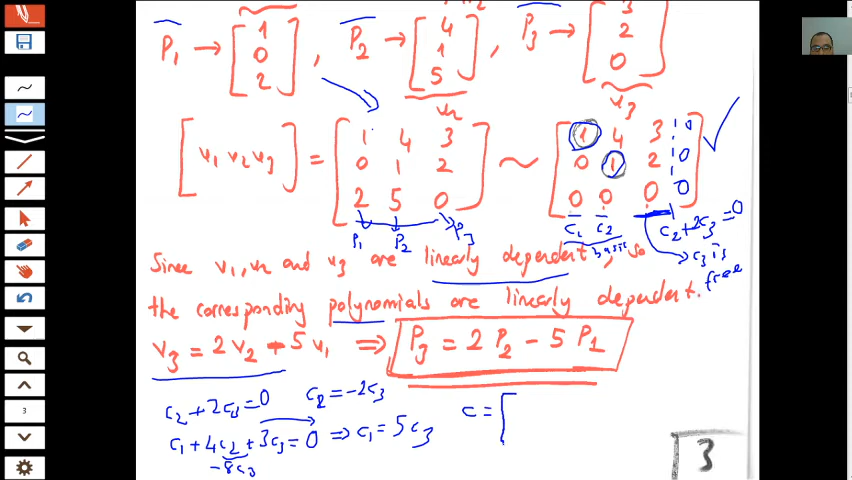 P₁ → [1 0 2], P₂ → [4 1 5], P₃ → [3 2 0]
v₃
[v₁ v₂ v₃] = [1 4 3; 0 1 2; 2 5 0] ~ [1 4 3 0; 0 1 2 0; 0 0 0 0] ✓
P₁ P₂ P₃
c₁ c₂
basic
c₂ + 2c₃ = 0
c₃ is
free
Since v₁, v₂ and v₃ are linearly dependent, so
the corresponding polynomials are linearly dependent.
v₃ = 2v₂ - 5v₁ ⇒ P₃ = 2P₂ - 5P₁
c₂ + 2c₃ = 0 c₂ = -2c₃
c₁ + 4c₂ + 3c₃ = 0 ⇒ c₁ = 5c₃
-8c₃
c = [
3
3